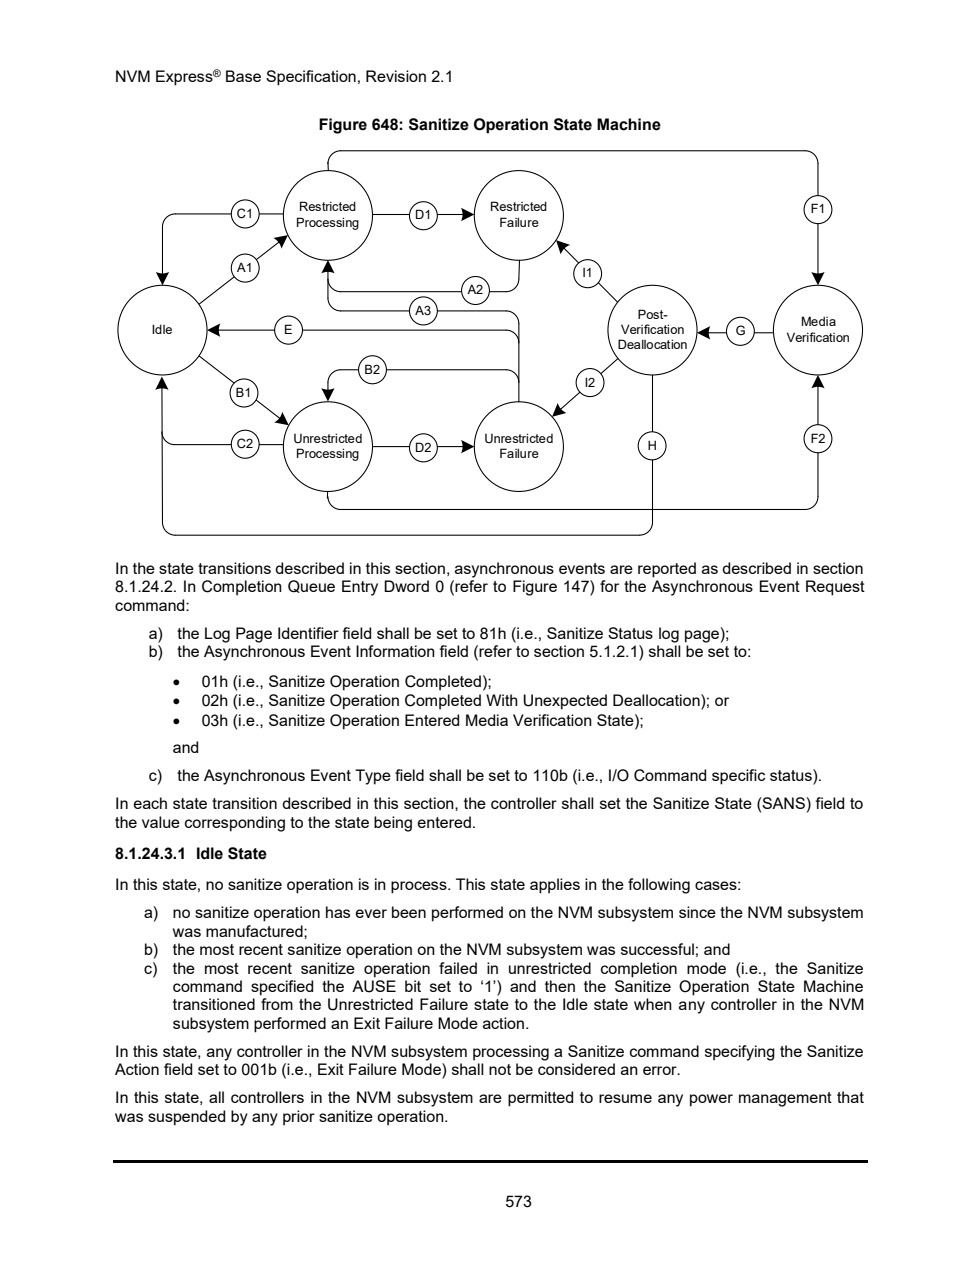 NVM Express® Base Specification, Revision 2.1
Figure 648: Sanitize Operation State Machine
C1
Restricted
Processing
D1
Restricted
Failure
F1
A1
I1
A2
A3
Idle
E
Post-
Verification
Deallocation
G
Media
Verification
B2
I2
B1
C2
Unrestricted
Processing
D2
Unrestricted
Failure
H
F2
In the state transitions described in this section, asynchronous events are reported as described in section
8.1.24.2. In Completion Queue Entry Dword 0 (refer to Figure 147) for the Asynchronous Event Request
command:
a) the Log Page Identifier field shall be set to 81h (i.e., Sanitize Status log page);
b) the Asynchronous Event Information field (refer to section 5.1.2.1) shall be set to:
• 01h (i.e., Sanitize Operation Completed);
• 02h (i.e., Sanitize Operation Completed With Unexpected Deallocation); or
• 03h (i.e., Sanitize Operation Entered Media Verification State);
and
c) the Asynchronous Event Type field shall be set to 110b (i.e., I/O Command specific status).
In each state transition described in this section, the controller shall set the Sanitize State (SANS) field to
the value corresponding to the state being entered.
8.1.24.3.1 Idle State
In this state, no sanitize operation is in process. This state applies in the following cases:
a) no sanitize operation has ever been performed on the NVM subsystem since the NVM subsystem
was manufactured;
b) the most recent sanitize operation on the NVM subsystem was successful; and
c) the most recent sanitize operation failed in unrestricted completion mode (i.e., the Sanitize
command specified the AUSE bit set to ‘1’) and then the Sanitize Operation State Machine
transitioned from the Unrestricted Failure state to the Idle state when any controller in the NVM
subsystem performed an Exit Failure Mode action.
In this state, any controller in the NVM subsystem processing a Sanitize command specifying the Sanitize
Action field set to 001b (i.e., Exit Failure Mode) shall not be considered an error.
In this state, all controllers in the NVM subsystem are permitted to resume any power management that
was suspended by any prior sanitize operation.
573